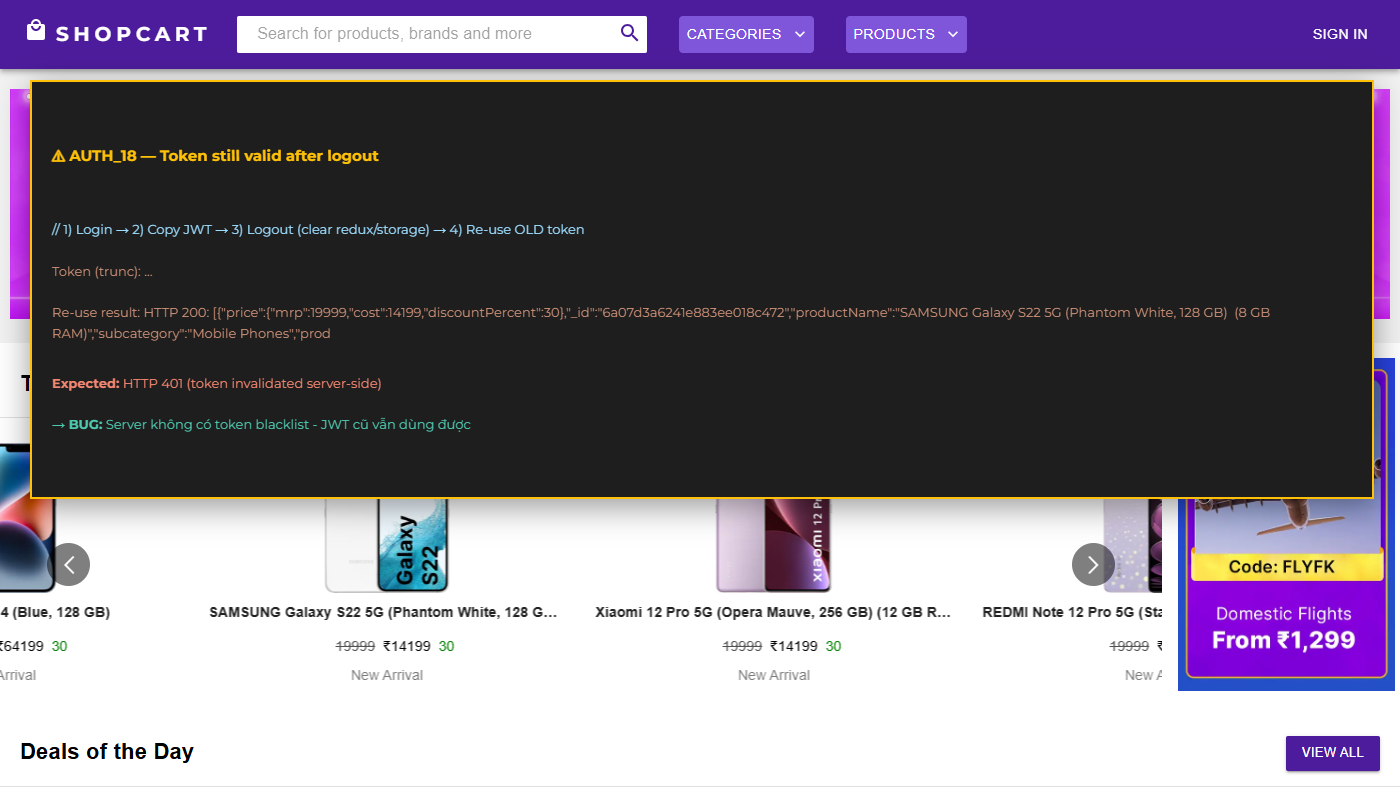 SHOPCART
Search for products, brands and more
CATEGORIES
PRODUCTS
SIGN IN
⚠ AUTH_18 — Token still valid after logout
// 1) Login → 2) Copy JWT → 3) Logout (clear redux/storage) → 4) Re-use OLD token
Token (trunc): ...
Re-use result: HTTP 200: [{"price":{"mrp":19999,"cost":14199,"discountPercent":30},"_id":"6a07d3a6241e883ee018c472","productName":"SAMSUNG Galaxy S22 5G (Phantom White, 128 GB)  (8 GB
RAM)","subcategory":"Mobile Phones","prod
Expected: HTTP 401 (token invalidated server-side)
→ BUG: Server không có token blacklist - JWT cũ vẫn dùng được
T
Galaxy
S22
xiaomi 12 Pr
Code: FLYFK
Domestic Flights
From ₹1,299
4 (Blue, 128 GB)
SAMSUNG Galaxy S22 5G (Phantom White, 128 G...
Xiaomi 12 Pro 5G (Opera Mauve, 256 GB) (12 GB R...
REDMI Note 12 Pro 5G (Sta
₹64199 30
19999 ₹14199 30
19999 ₹14199 30
19999 ₹
Arrival
New Arrival
New Arrival
New A
Deals of the Day
VIEW ALL